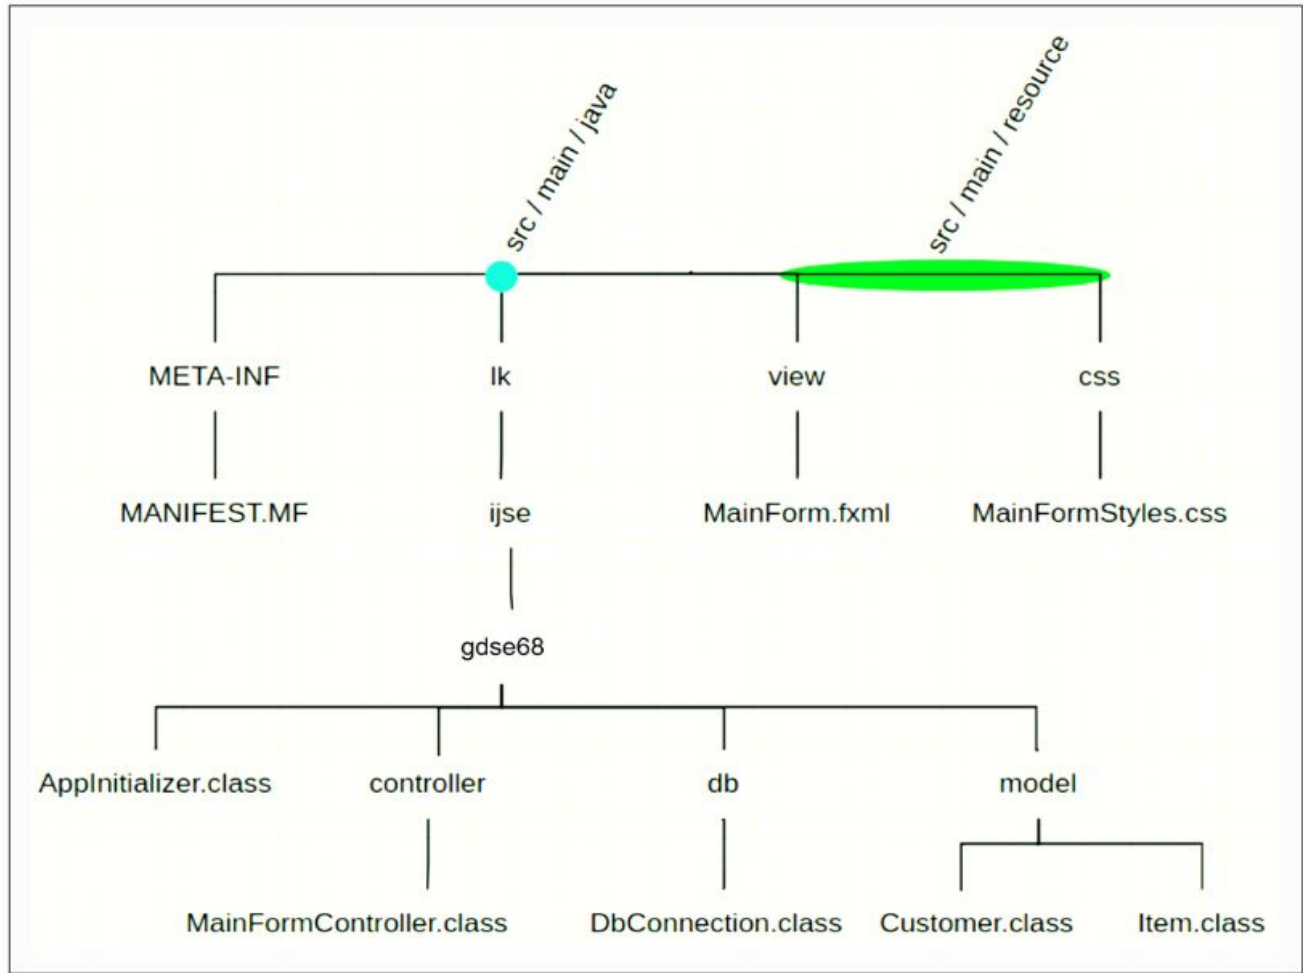 src / main / java
src / main / resource
META-INF
lk
view
css
MANIFEST.MF
ijse
MainForm.fxml
MainFormStyles.css
gdse68
AppInitializer.class
controller
db
model
MainFormController.class
DbConnection.class
Customer.class
Item.class